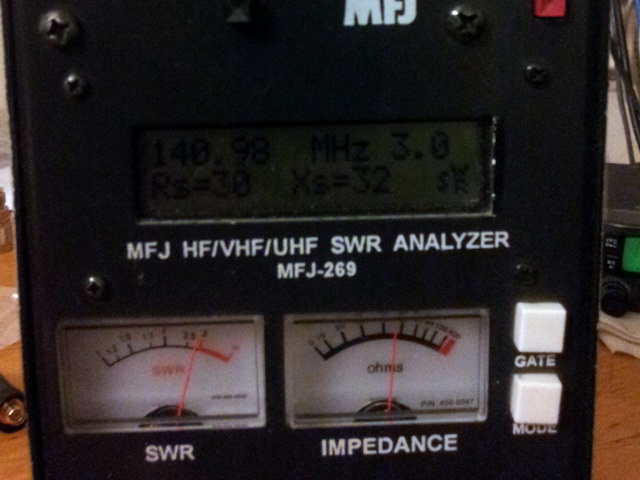 MFJ
140.98 MHz 3.0
Rs=30 Xs=32 SWR
MFJ HF/VHF/UHF SWR ANALYZER
MFJ-269
SWR
ohms
GATE
MODE
SWR
IMPEDANCE